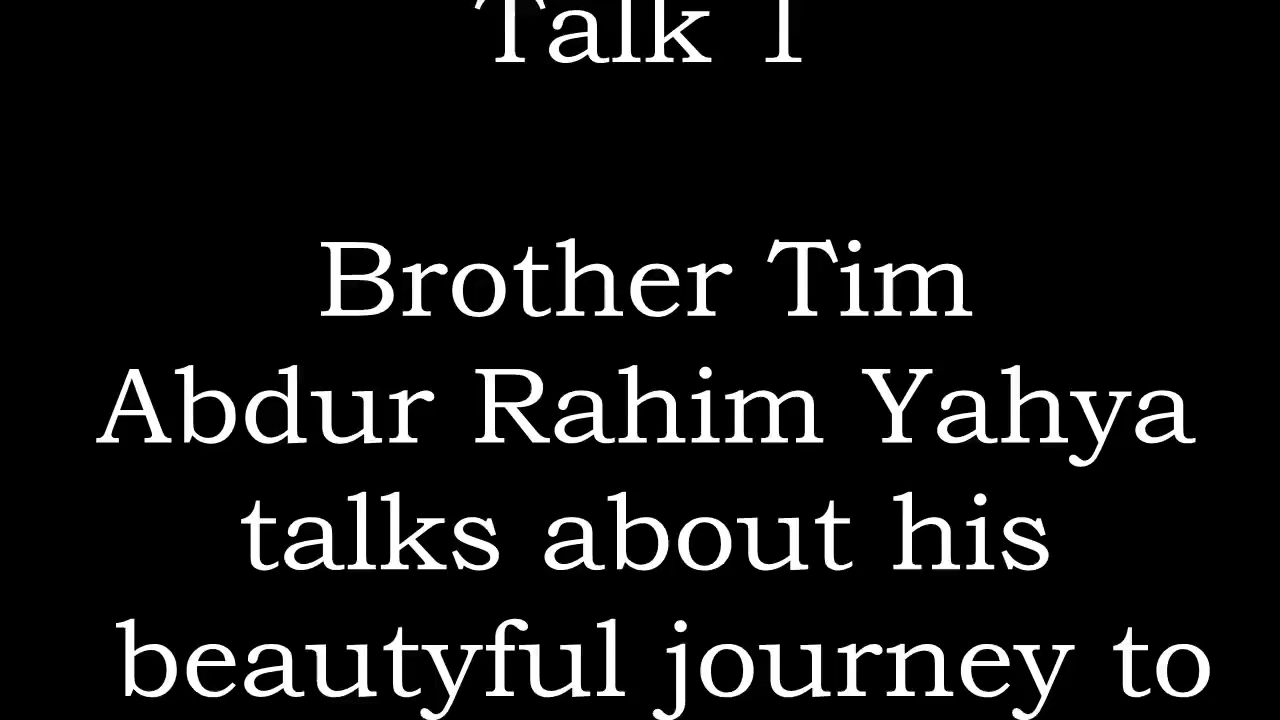 Talk 1
Brother Tim
Abdur Rahim Yahya
talks about his
beautyful journey to